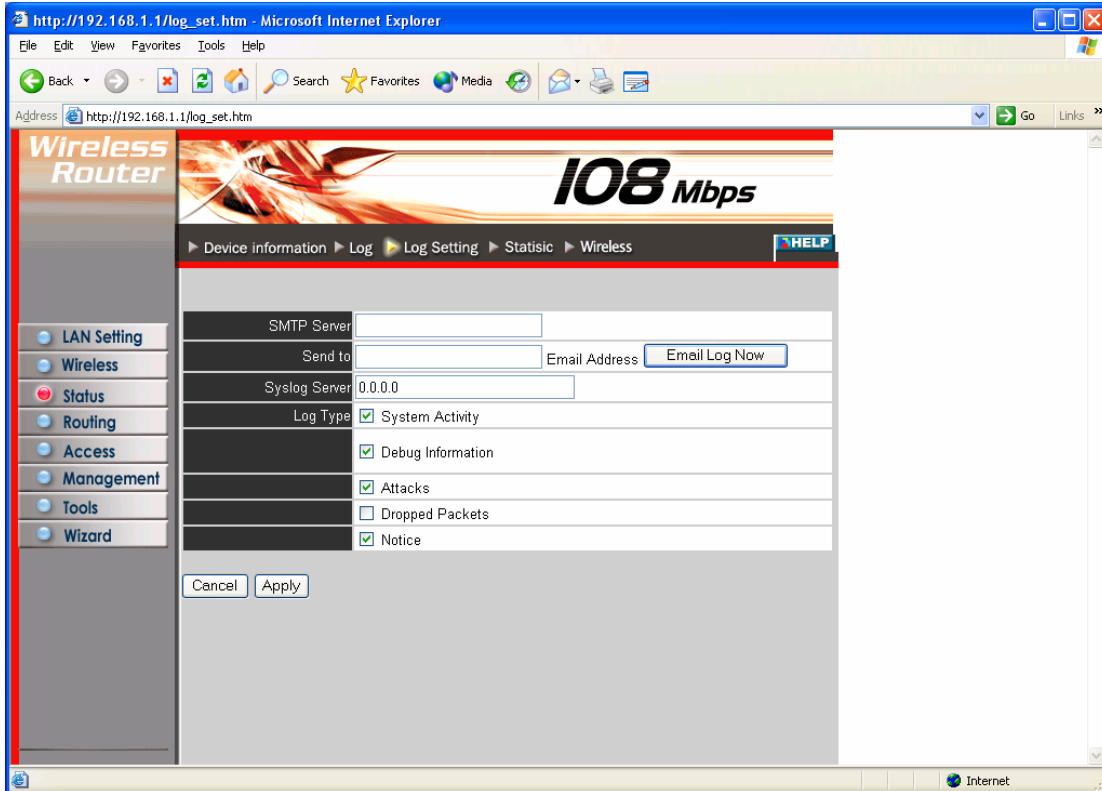 http://192.168.1.1/log_set.htm - Microsoft Internet Explorer
File Edit View Favorites Tools Help
Back Search Favorites Media
Address http://192.168.1.1/log_set.htm Go Links »
Wireless Router
108 Mbps
Device information Log Log Setting Statisic Wireless HELP
LAN Setting
Wireless
Status
Routing
Access
Management
Tools
Wizard
SMTP Server
Send to Email Address Email Log Now
Syslog Server 0.0.0.0
Log Type System Activity
Debug Information
Attacks
Dropped Packets
Notice
Cancel Apply
Internet